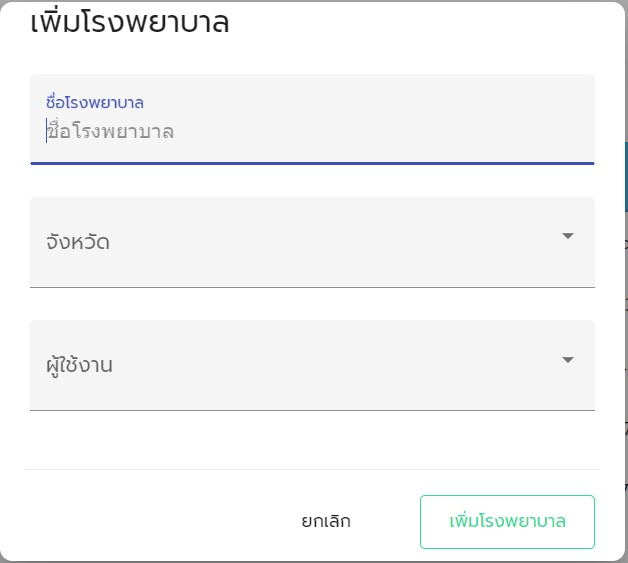 เพิ่มโรงพยาบาล
ชื่อโรงพยาบาล
ชื่อโรงพยาบาล
จังหวัด
ผู้ใช้งาน
ยกเลิก เพิ่มโรงพยาบาล